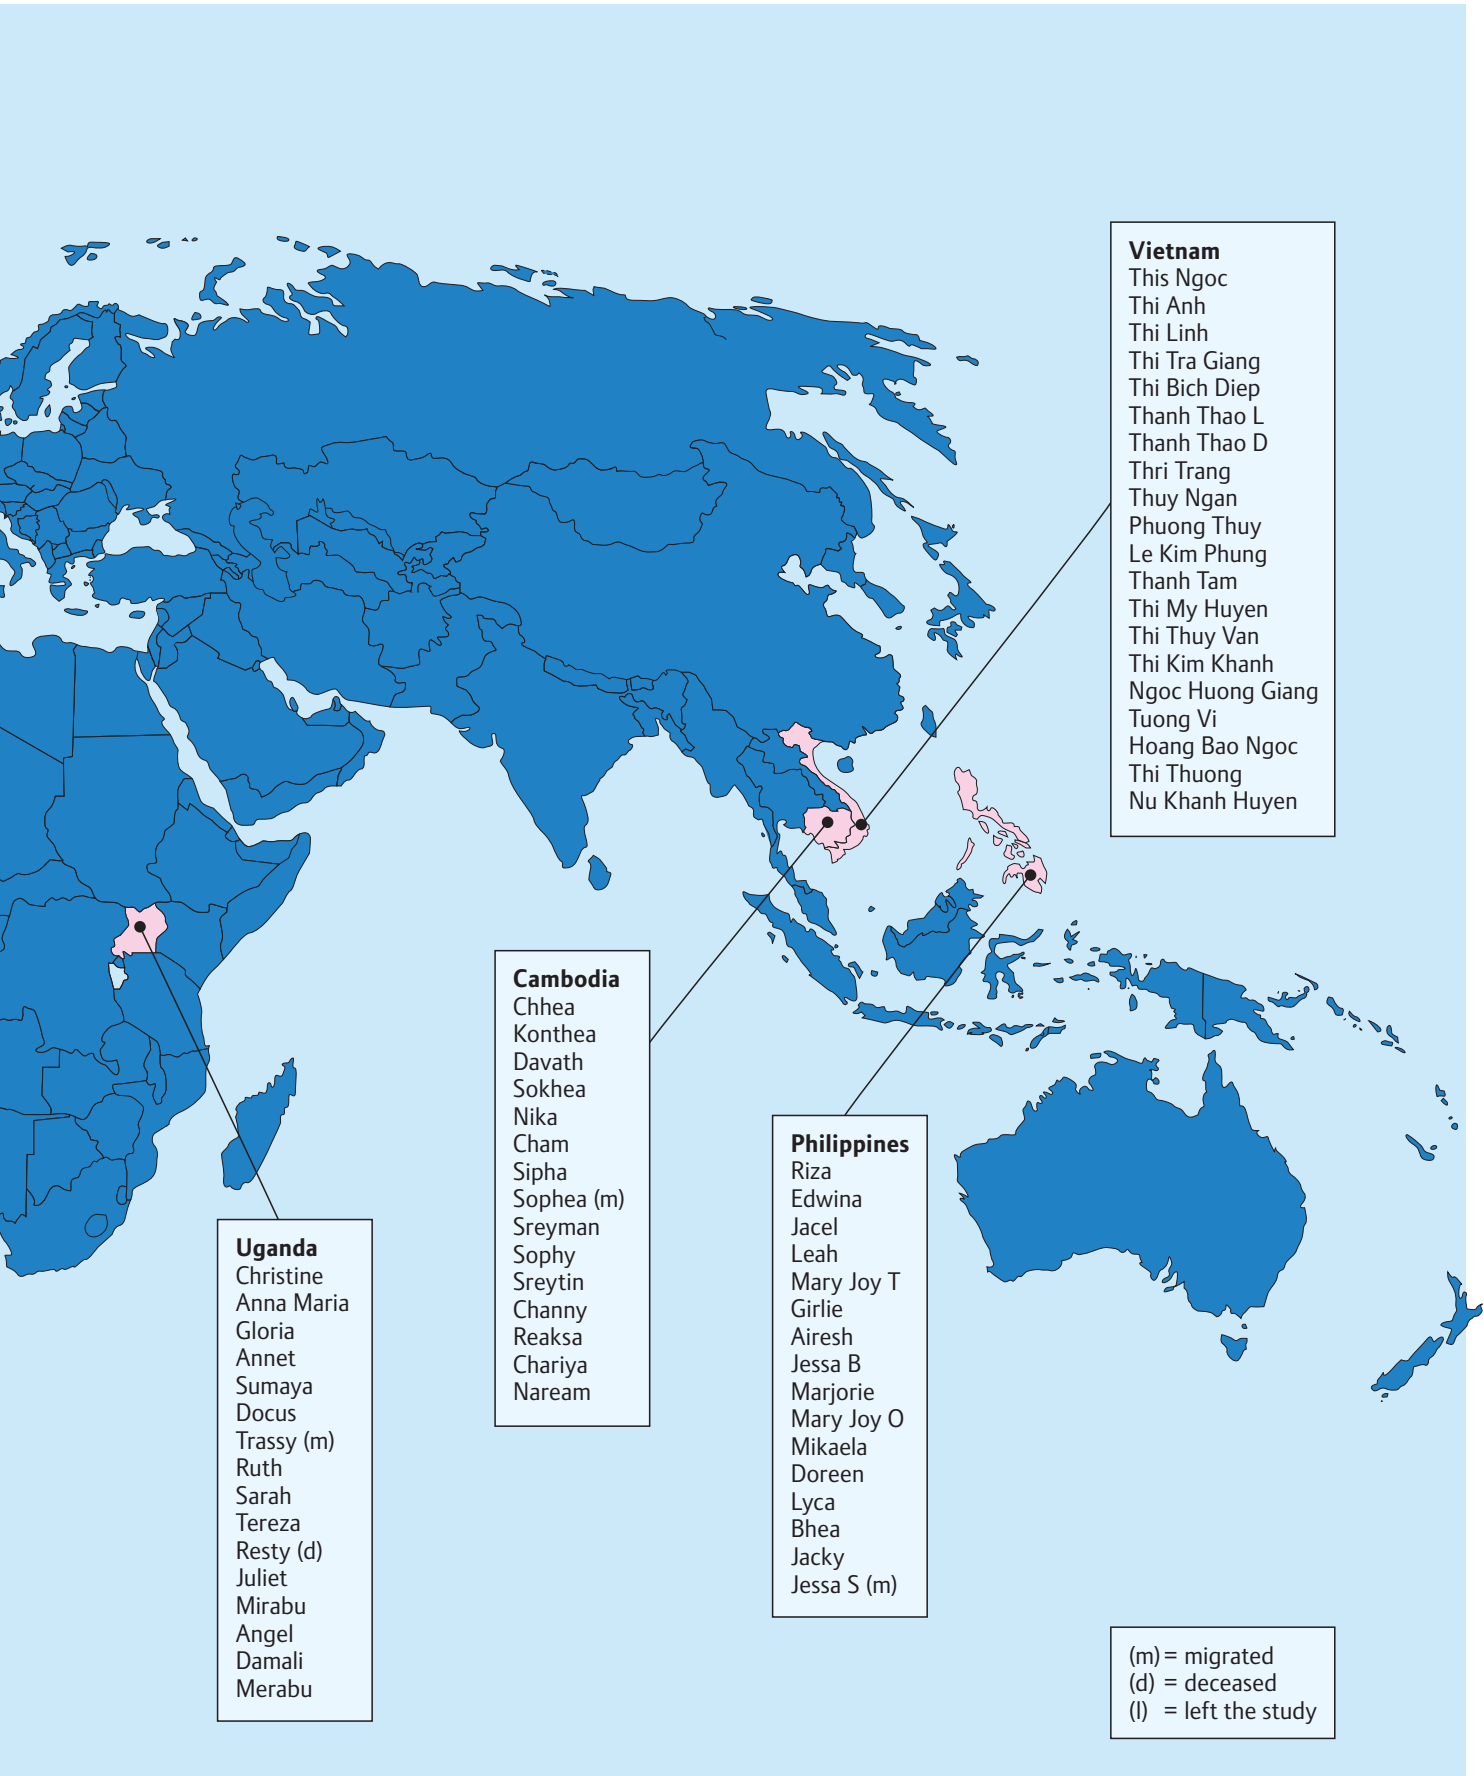 Vietnam
This Ngoc
Thi Anh
Thi Linh
Thi Tra Giang
Thi Bich Diep
Thanh Thao L
Thanh Thao D
Thri Trang
Thuy Ngan
Phuong Thuy
Le Kim Phung
Thanh Tam
Thi My Huyen
Thi Thuy Van
Thi Kim Khanh
Ngoc Huong Giang
Tuong Vi
Hoang Bao Ngoc
Thi Thuong
Nu Khanh Huyen
Cambodia
Chhea
Konthea
Davath
Sokhea
Nika
Cham
Sipha
Sophea (m)
Sreyman
Sophy
Sreytin
Channy
Reaksa
Chariya
Naream
Philippines
Riza
Edwina
Jacel
Leah
Mary Joy T
Girlie
Airesh
Jessa B
Marjorie
Mary Joy O
Mikaela
Doreen
Lyca
Bhea
Jacky
Jessa S (m)
Uganda
Christine
Anna Maria
Gloria
Annet
Sumaya
Docus
Trassy (m)
Ruth
Sarah
Tereza
Resty (d)
Juliet
Mirabu
Angel
Damali
Merabu
(m) = migrated
(d) = deceased
(l) = left the study